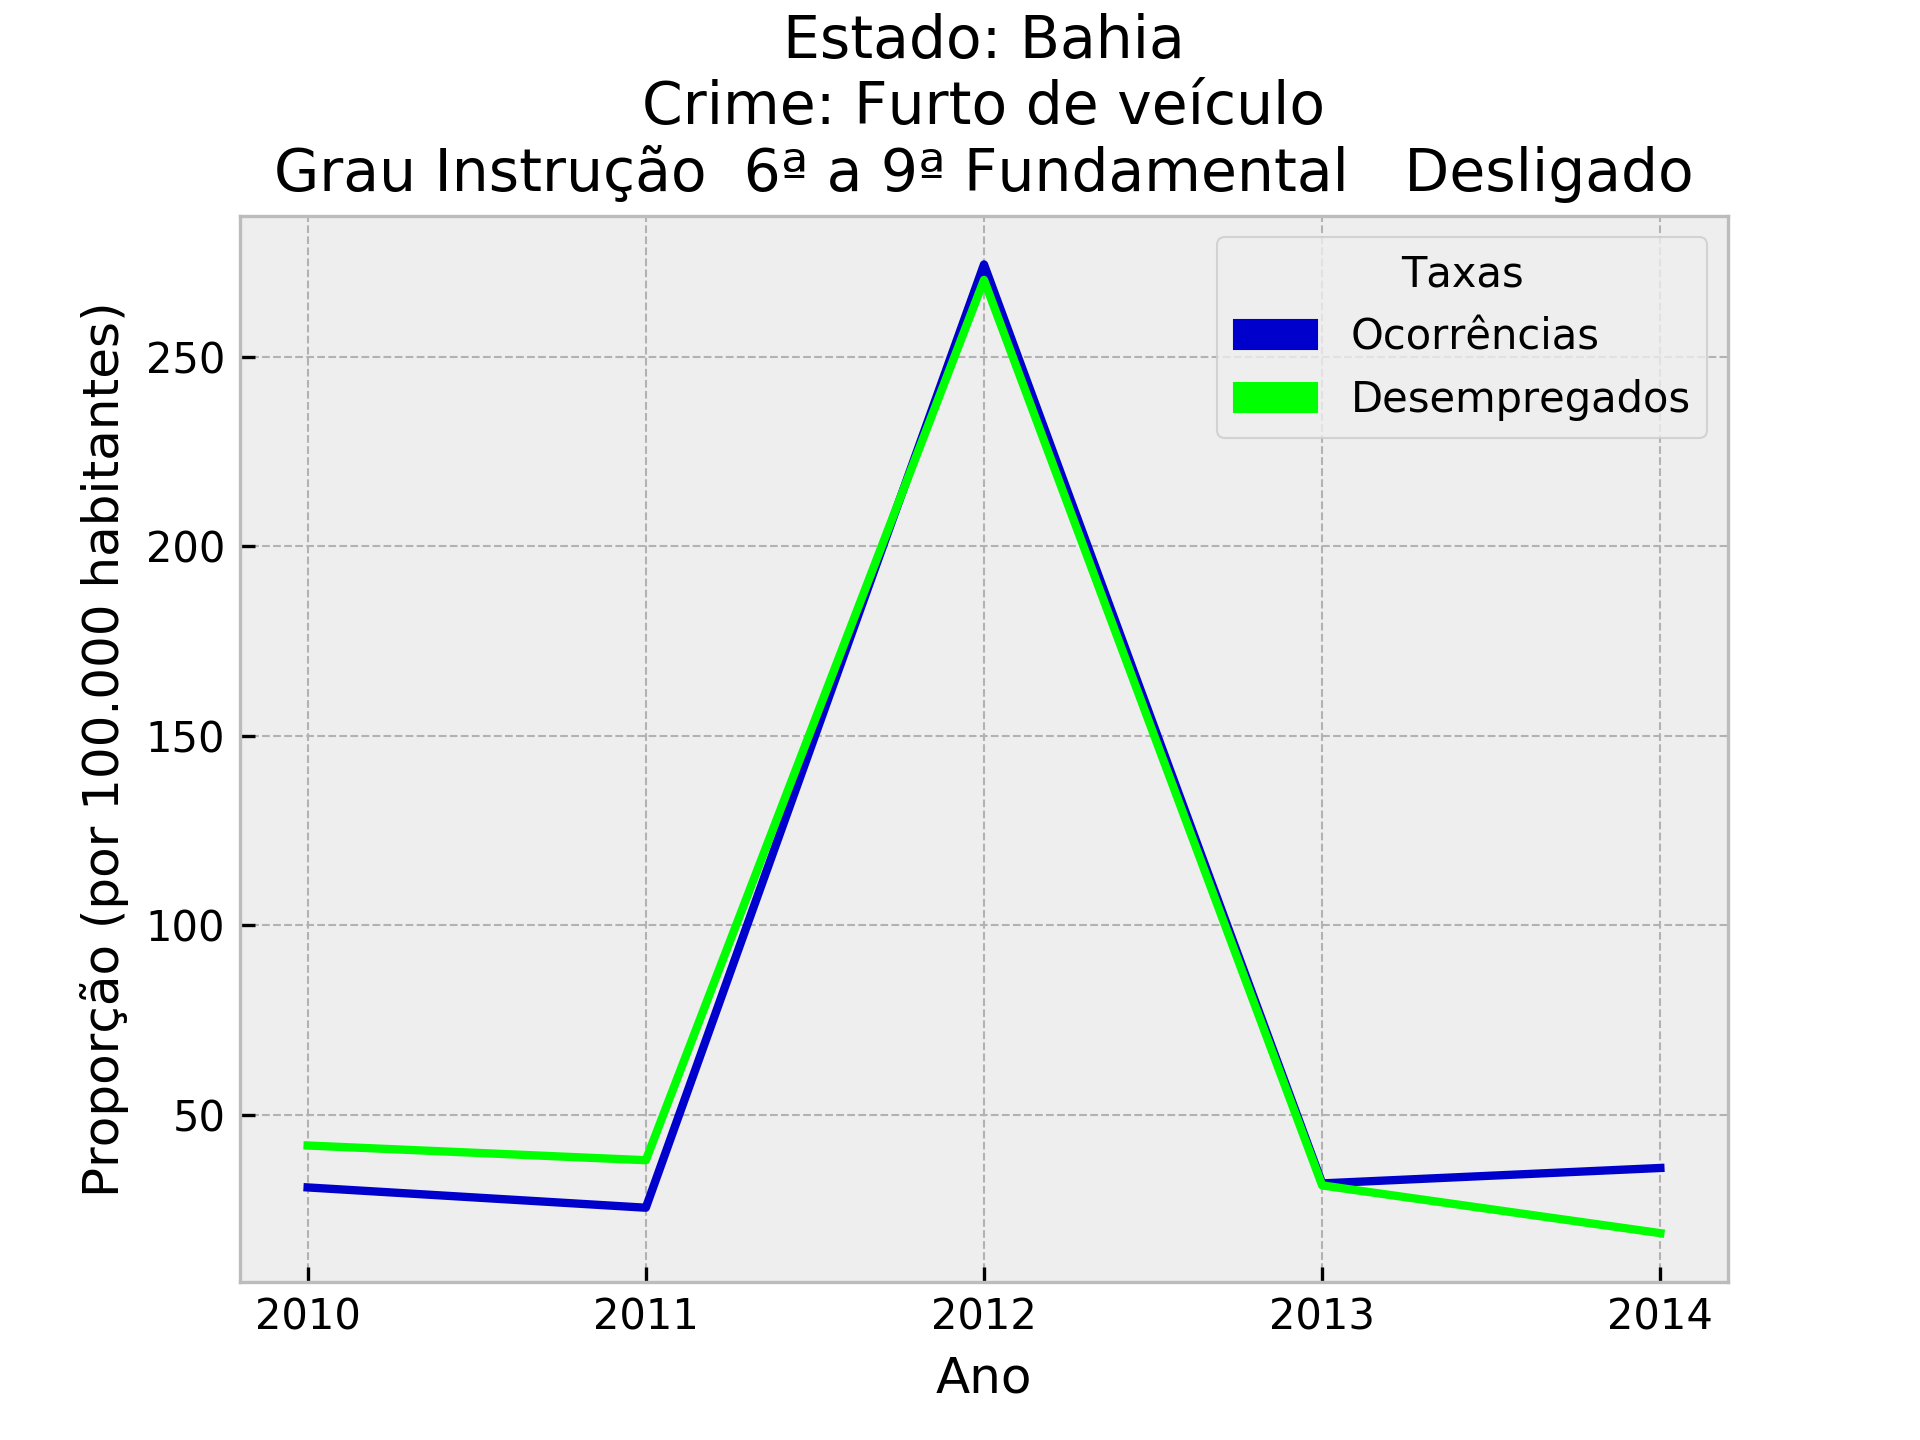 Estado: Bahia
Crime: Furto de veículo
Grau Instrução  6ª a 9ª Fundamental   Desligado
Taxas
Ocorrências
Desempregados
Proporção (por 100.000 habitantes)
250
200
150
100
50
2010 2011 2012 2013 2014
Ano